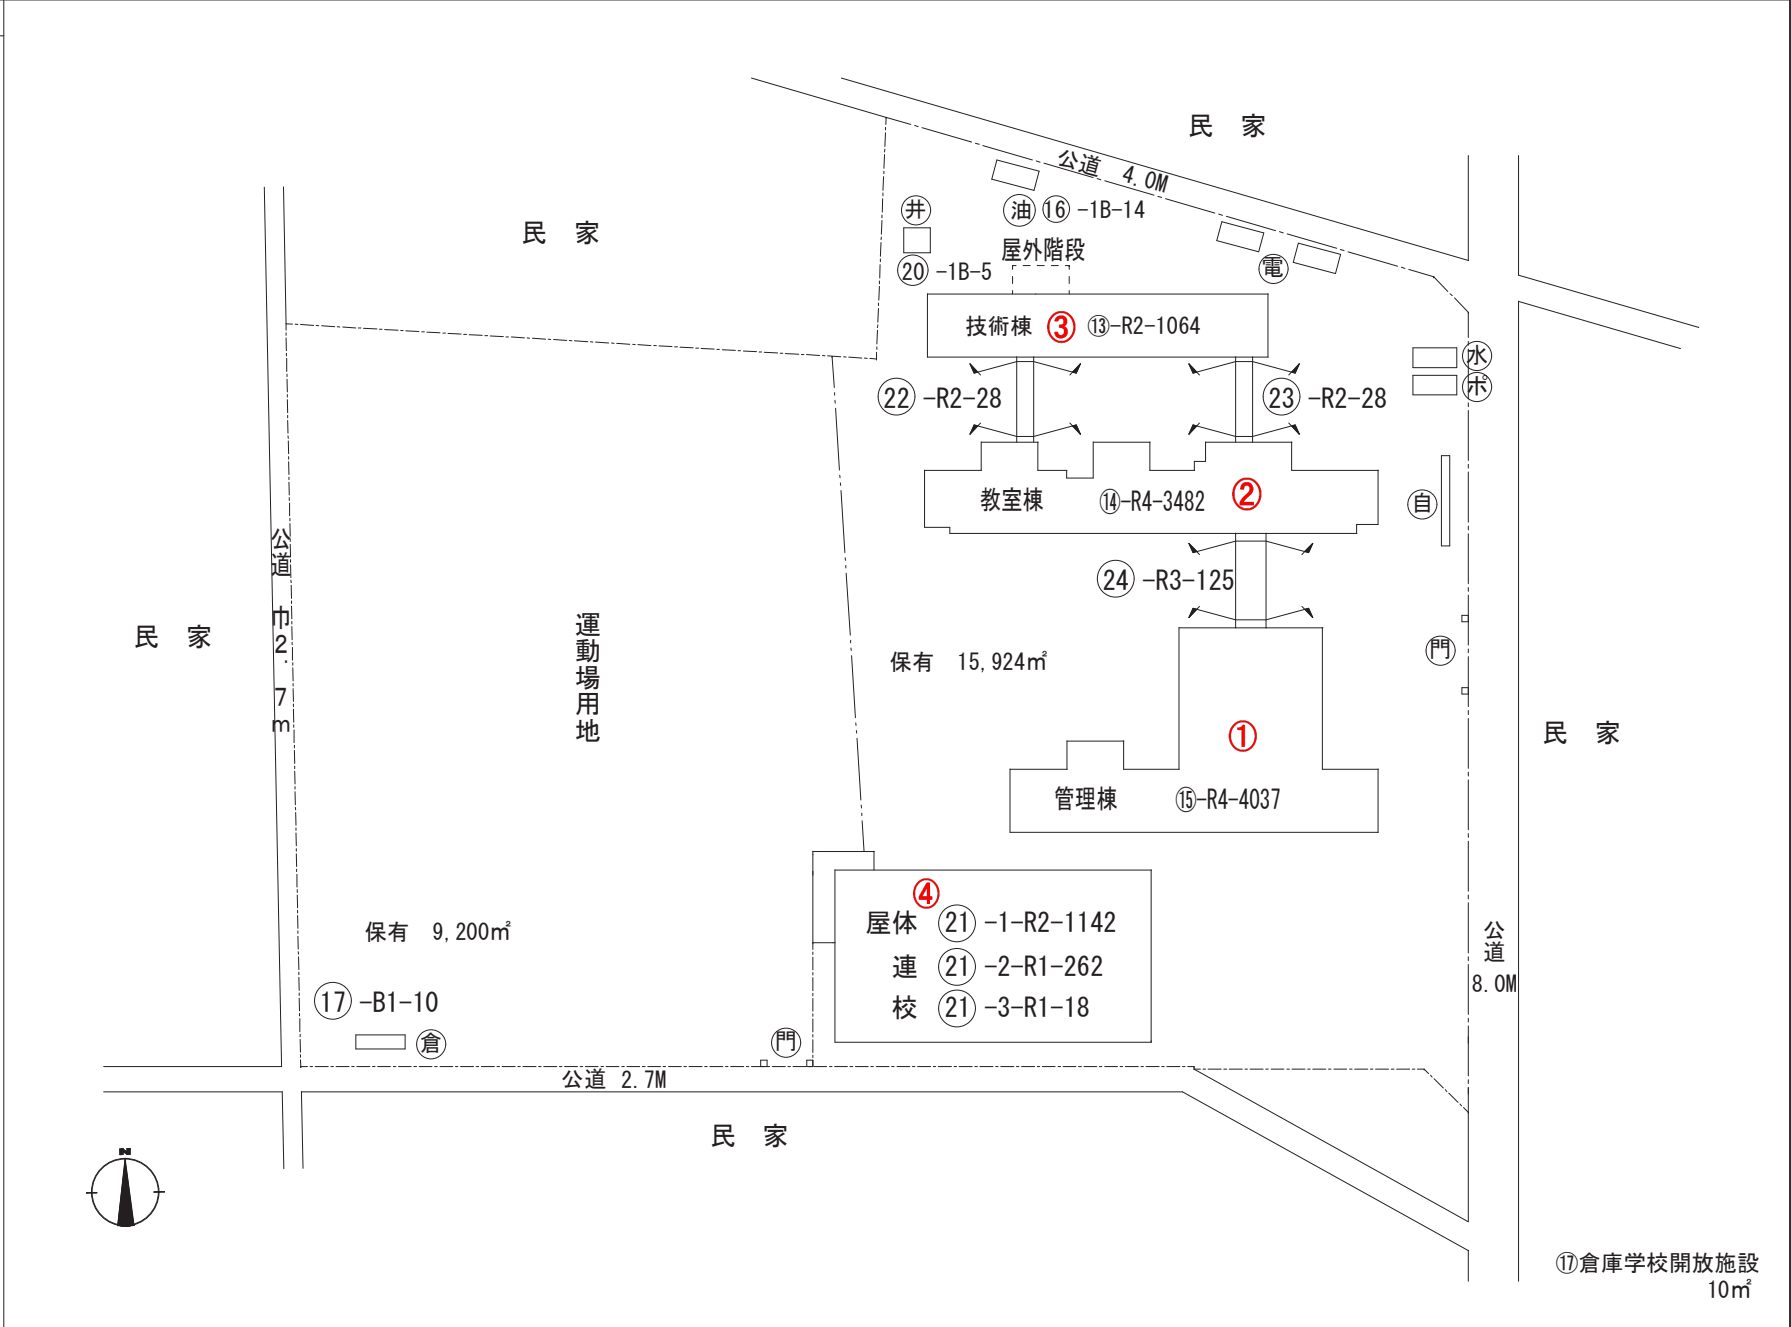 民 家
公道 4.0M
井
油 ⑯ -1B-14
民 家
屋外階段
⑳ -1B-5
電
技術棟 ③ ⑬-R2-1064
水
ポ
㉒ -R2-28
㉓ -R2-28
教室棟 ⑭-R4-3482 ②
自
公道 巾2.7m
㉔ -R3-125
民 家
運動場用地
保有 15,924㎡
門
①
民 家
管理棟 ⑮-R4-4037
④
屋体 ㉑ -1-R2-1142
連 ㉑ -2-R1-262
校 ㉑ -3-R1-18
保有 9,200㎡
公道 8.0M
⑰ -B1-10
倉
門
公道 2.7M
民 家
N
⑰倉庫学校開放施設
10㎡